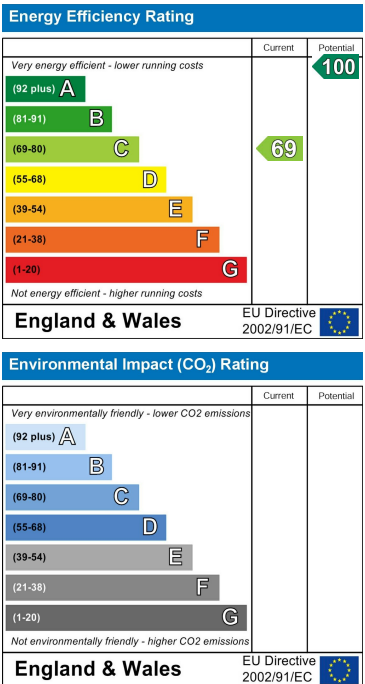 Energy Efficiency Rating
Current Potential
Very energy efficient - lower running costs
100
(92 plus) A
(81-91) B
(69-80) C
69
(55-68) D
(39-54) E
(21-38) F
(1-20) G
Not energy efficient - higher running costs
England & Wales
EU Directive
2002/91/EC
Environmental Impact (CO₂) Rating
Current Potential
Very environmentally friendly - lower CO2 emissions
(92 plus) A
(81-91) B
(69-80) C
(55-68) D
(39-54) E
(21-38) F
(1-20) G
Not environmentally friendly - higher CO2 emissions
England & Wales
EU Directive
2002/91/EC